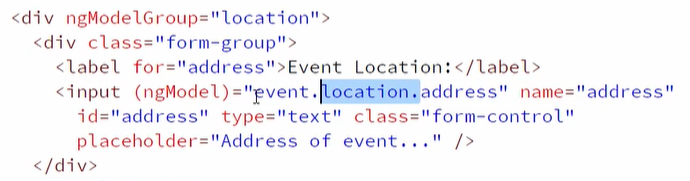 <div ngModelGroup="location">
<div class="form-group">
<label for="address">Event Location:</label>
<input (ngModel)="event.location.address" name="address"
id="address" type="text" class="form-control"
placeholder="Address of event..." />
</div>